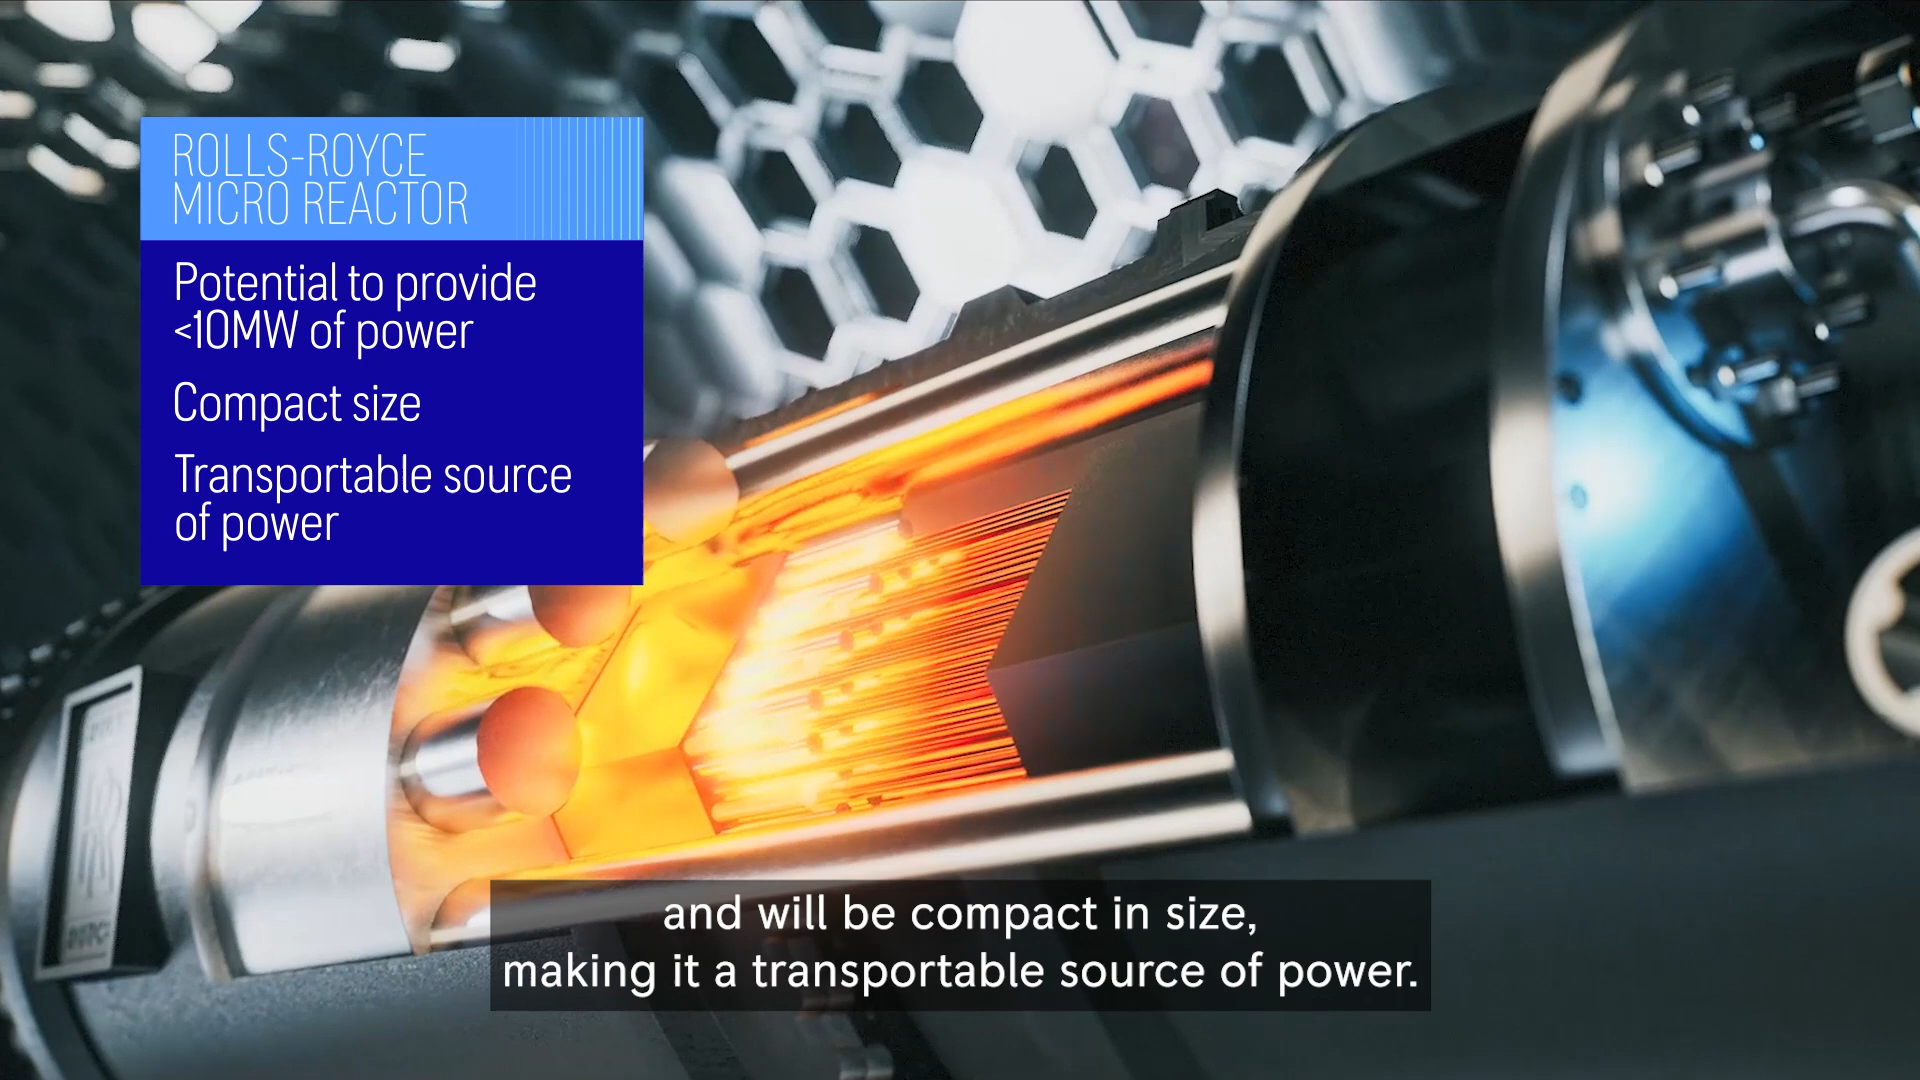 ROLLS-ROYCE
MICRO REACTOR
Potential to provide
<10MW of power
Compact size
Transportable source
of power
and will be compact in size,
making it a transportable source of power.